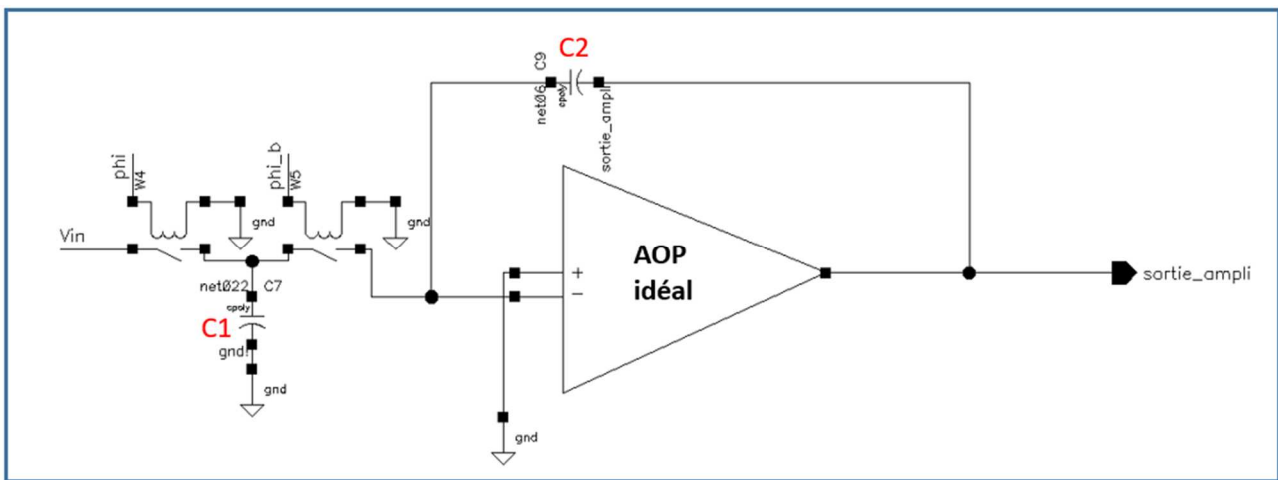 C2
C9
net06
cpoly
sortie_ampli
phi
W4
phi_b
W5
gnd
gnd
Vin
net022
C7
cpoly
C1
gnd!
gnd
+
−
AOP
idéal
gnd
sortie_ampli